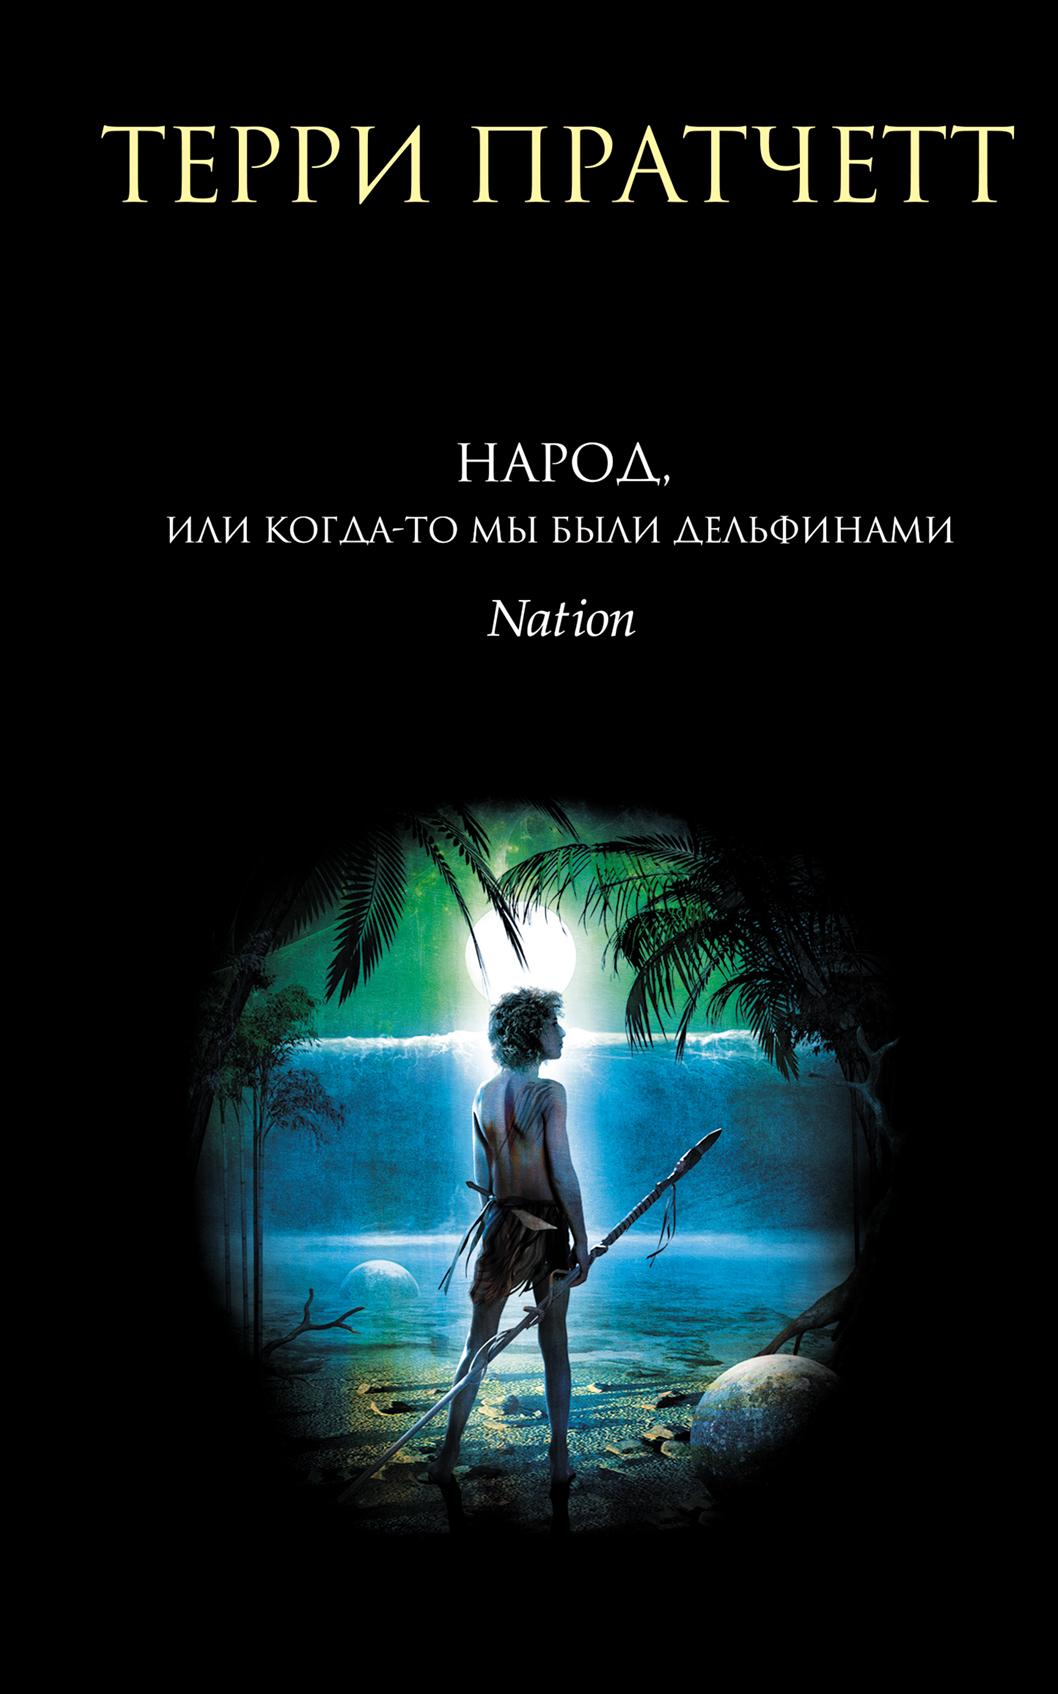 ТЕРРИ ПРАТЧЕТТ
НАРОД,
ИЛИ КОГДА-ТО МЫ БЫЛИ ДЕЛЬФИНАМИ
Nation